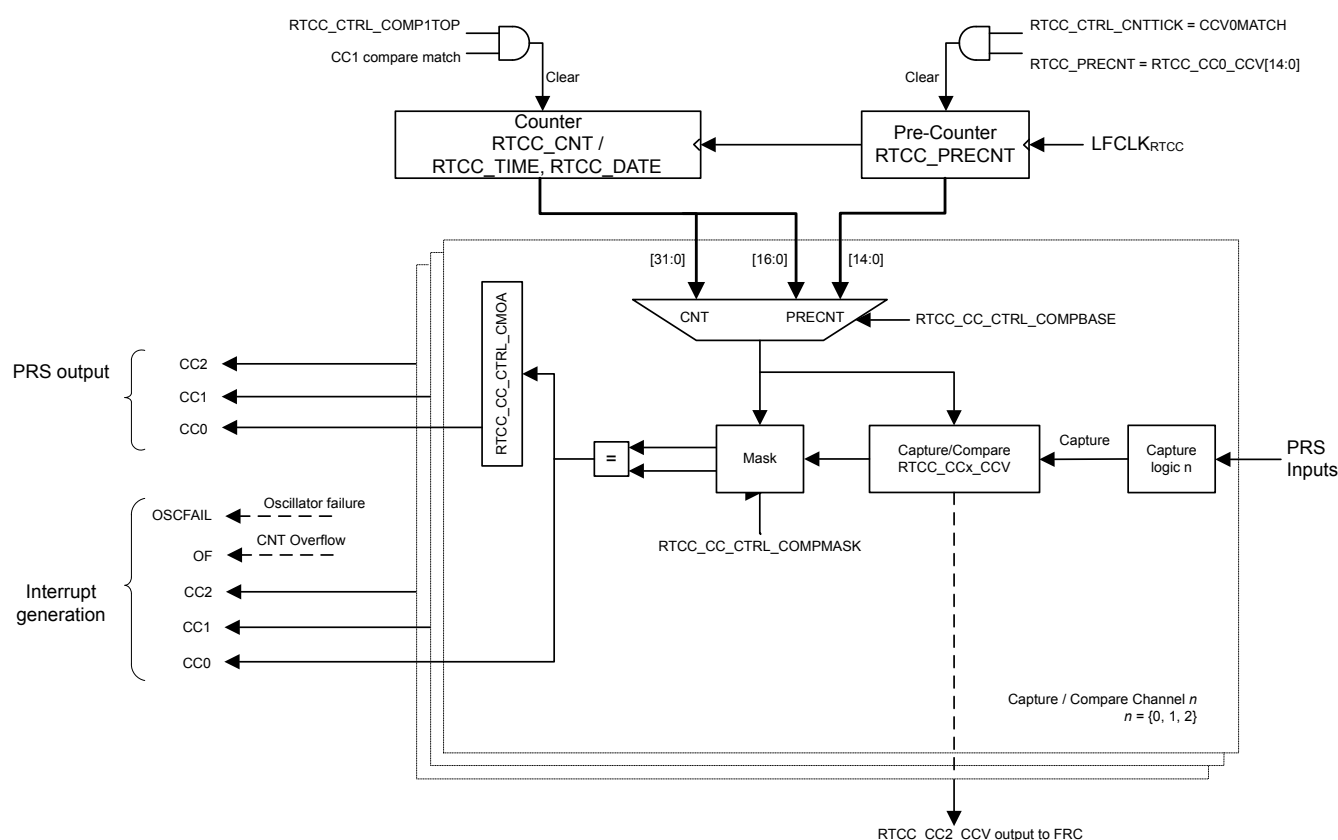 RTCC_CTRL_COMP1TOP
CC1 compare match
Clear
RTCC_CTRL_CNTTICK = CCV0MATCH
RTCC_PRECNT = RTCC_CC0_CCV[14:0]
Clear
Counter
RTCC_CNT /
RTCC_TIME, RTCC_DATE
Pre-Counter
RTCC_PRECNT
LFCLKRTCC
[31:0]
[16:0]
[14:0]
CNT
PRECNT
RTCC_CC_CTRL_COMPBASE
RTCC_CC_CTRL_CMOA
PRS output
CC2
CC1
CC0
=
Mask
Capture/Compare
RTCC_CCx_CCV
Capture
Capture
logic n
PRS
Inputs
RTCC_CC_CTRL_COMPMASK
Interrupt
generation
OSCFAIL
Oscillator failure
OF
CNT Overflow
CC2
CC1
CC0
Capture / Compare Channel n
n = {0, 1, 2}
RTCC_CC2_CCV output to FRC